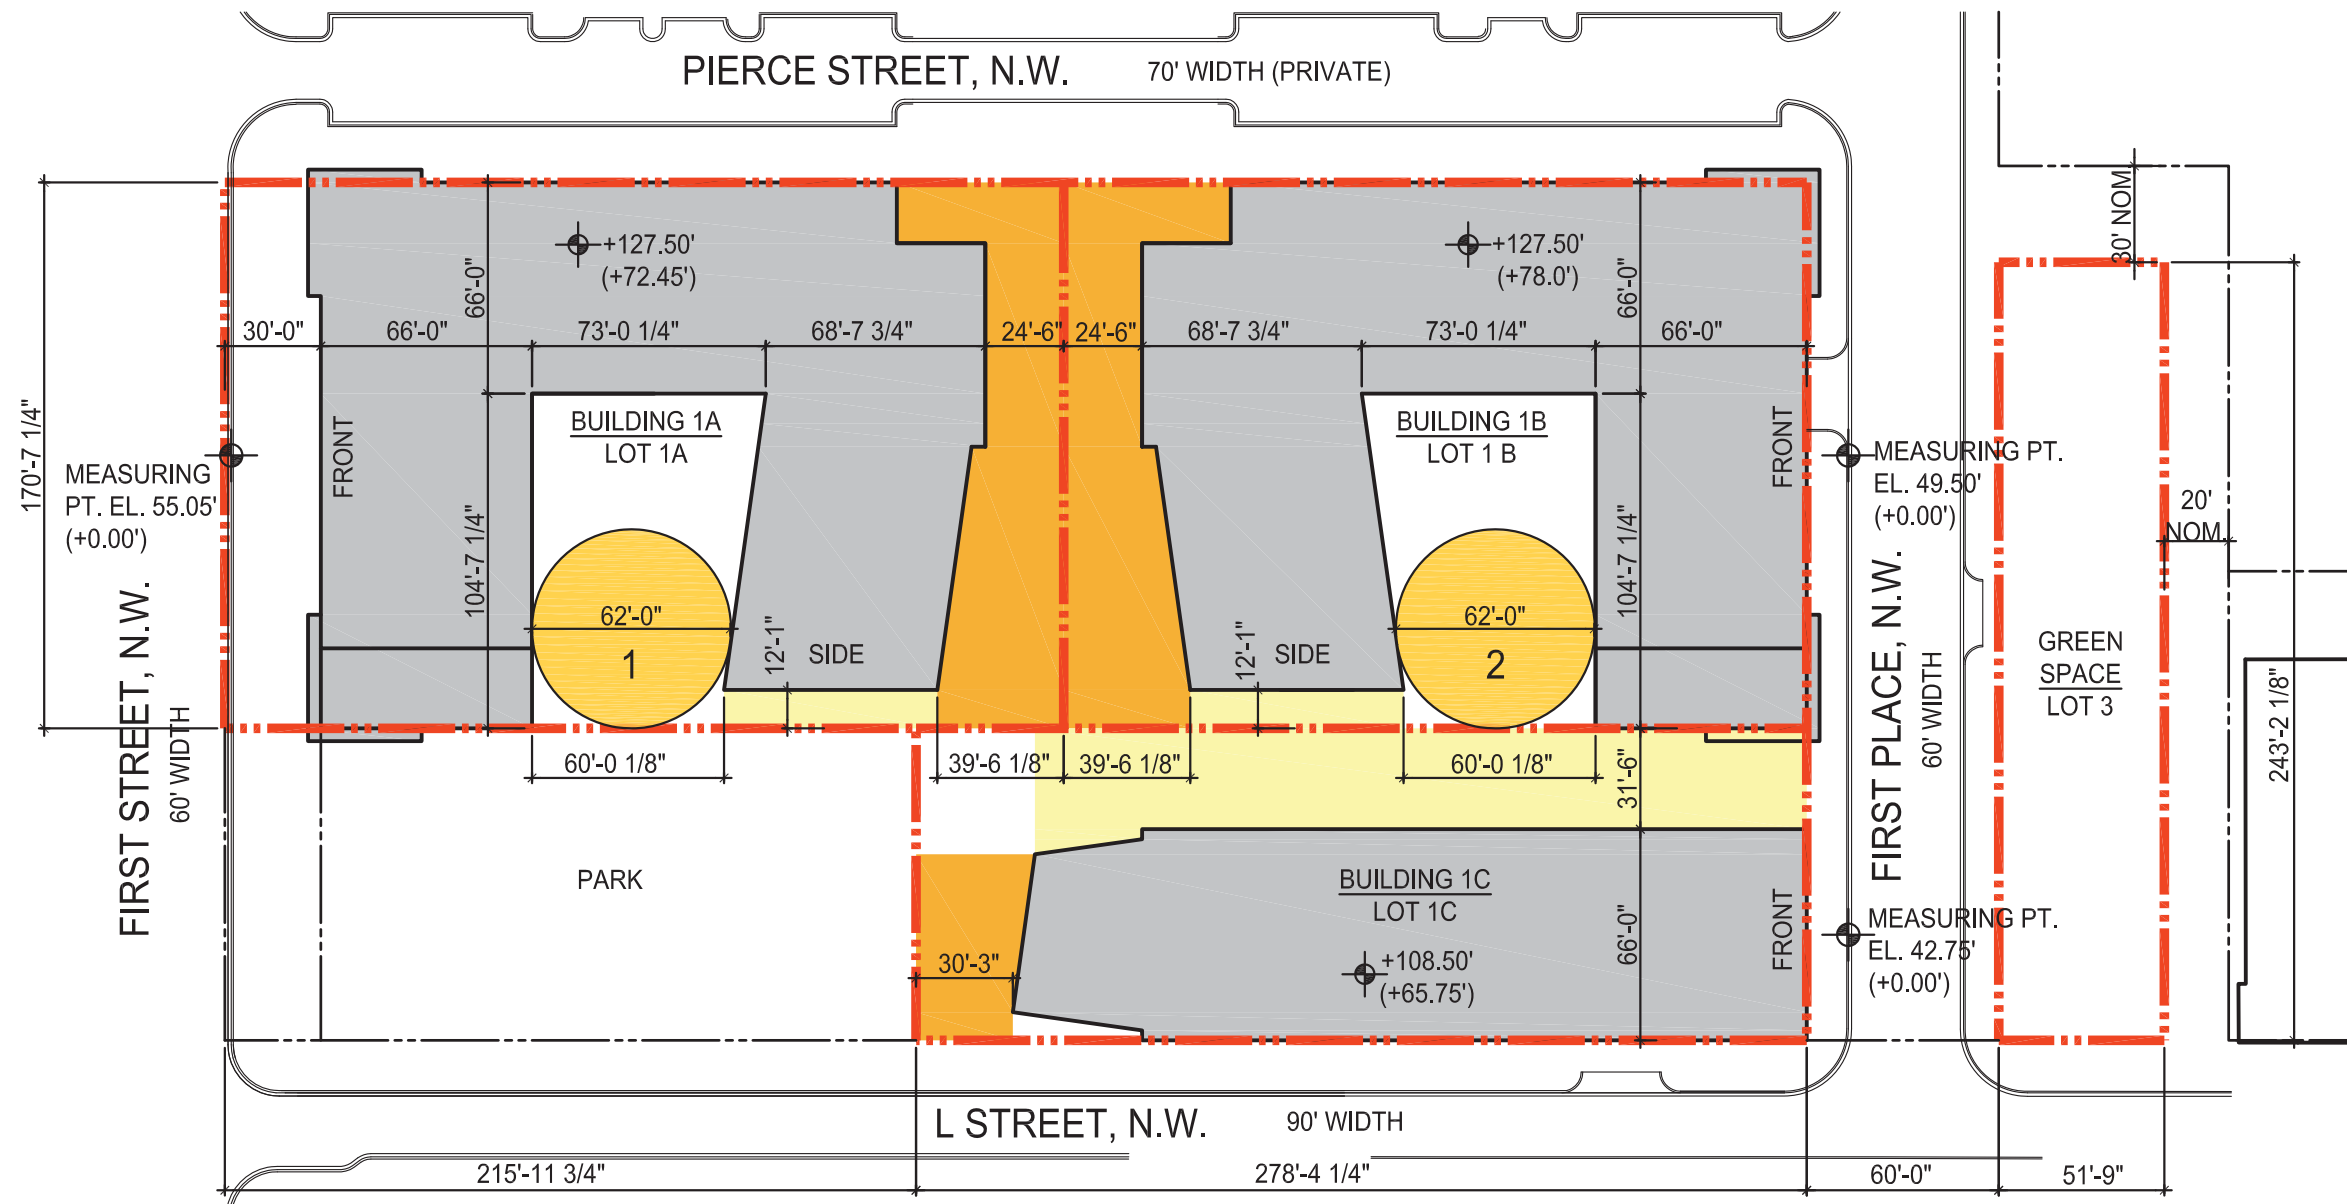 PIERCE STREET, N.W. 70' WIDTH (PRIVATE)
30' NOM.
+127.50'
(+72.45')
+127.50'
(+78.0')
66'-0"
66'-0"
30'-0" 66'-0" 73'-0 1/4" 68'-7 3/4" 24'-6" 24'-6" 68'-7 3/4" 73'-0 1/4" 66'-0"
170'-7 1/4"
FRONT
BUILDING 1A
LOT 1A
BUILDING 1B
LOT 1 B
FRONT
MEASURING
PT. EL. 55.05'
(+0.00')
MEASURING PT.
EL. 49.50'
(+0.00')
20'
NOM.
104'-7 1/4"
104'-7 1/4"
62'-0"
1
12'-1"
SIDE
12'-1"
SIDE
62'-0"
2
FIRST STREET, N.W.
60' WIDTH
FIRST PLACE, N.W.
60' WIDTH
GREEN
SPACE
LOT 3
243'-2 1/8"
60'-0 1/8" 39'-6 1/8" 39'-6 1/8" 60'-0 1/8"
31'-6"
PARK
BUILDING 1C
LOT 1C
66'-0"
FRONT
MEASURING PT.
EL. 42.75'
(+0.00')
30'-3"
+108.50'
(+65.75')
L STREET, N.W. 90' WIDTH
215'-11 3/4" 278'-4 1/4" 60'-0" 51'-9"